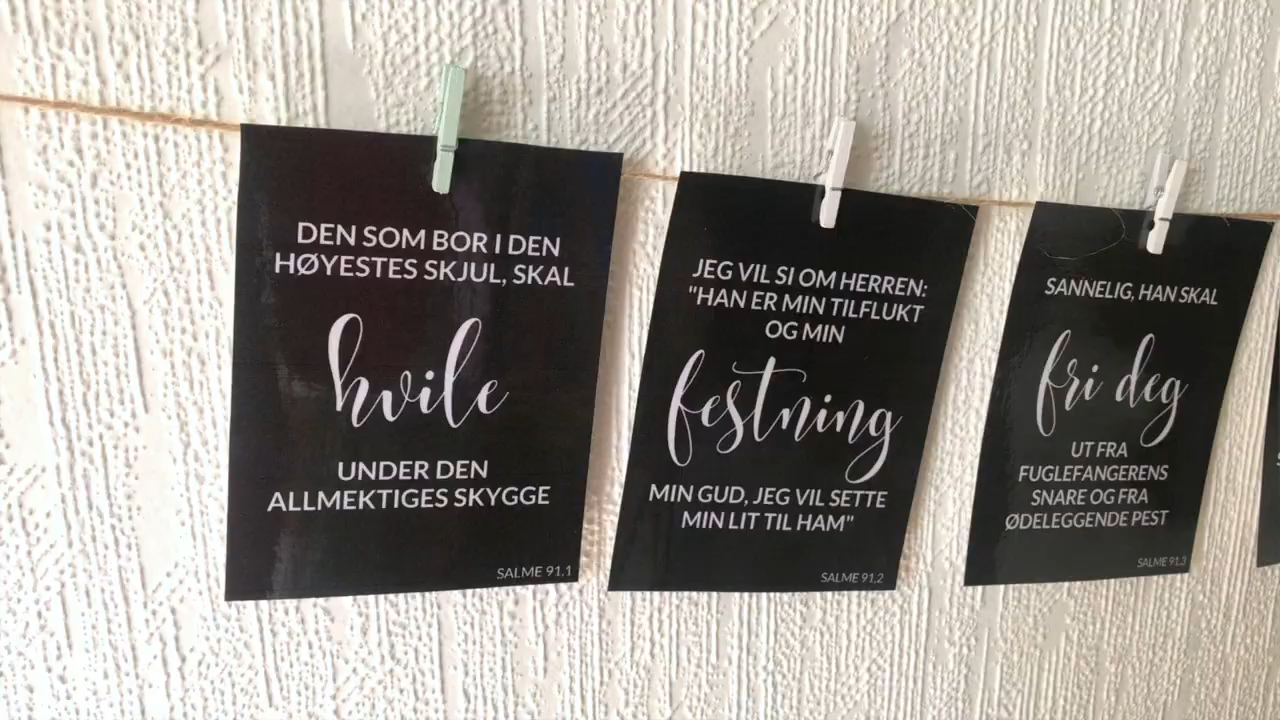 DEN SOM BOR I DEN
HØYESTES SKJUL, SKAL
hvile
UNDER DEN
ALLMEKTIGES SKYGGE
SALME 91,1
JEG VIL SI OM HERREN:
"HAN ER MIN TILFLUKT
OG MIN
festning
MIN GUD, JEG VIL SETTE
MIN LIT TIL HAM"
SALME 91,2
SANNELIG, HAN SKAL
fri deg
UT FRA
FUGLEFANGERENS
SNARE OG FRA
ØDELEGGENDE PEST
SALME 91,3